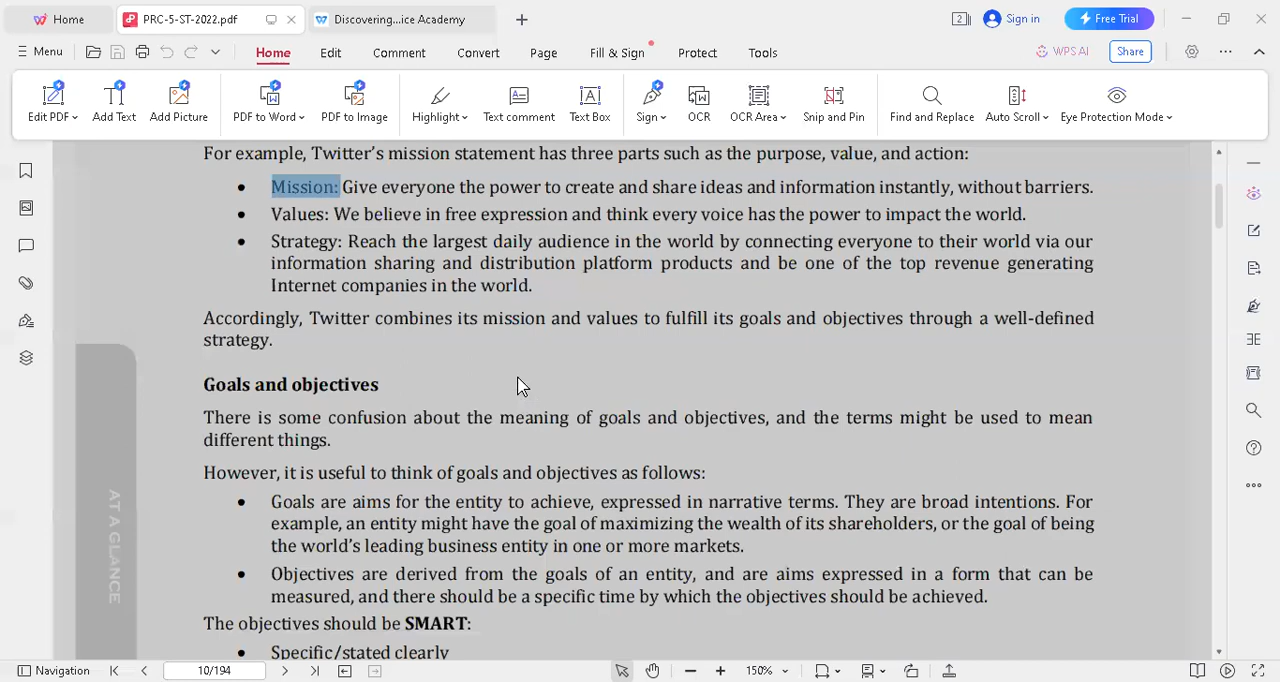 Home
PRC-5-ST-2022.pdf
Discovering...ice Academy
2
Sign in
Free Trial
Menu
Home
Edit
Comment
Convert
Page
Fill & Sign
Protect
Tools
WPS AI
Share
Edit PDF
Add Text
Add Picture
PDF to Word
PDF to Image
Highlight
Text comment
Text Box
Sign
OCR
OCR Area
Snip and Pin
Find and Replace
Auto Scroll
Eye Protection Mode
For example, Twitter's mission statement has three parts such as the purpose, value, and action:
• Mission: Give everyone the power to create and share ideas and information instantly, without barriers.
• Values: We believe in free expression and think every voice has the power to impact the world.
• Strategy: Reach the largest daily audience in the world by connecting everyone to their world via our
information sharing and distribution platform products and be one of the top revenue generating
Internet companies in the world.
Accordingly, Twitter combines its mission and values to fulfill its goals and objectives through a well-defined
strategy.
Goals and objectives
There is some confusion about the meaning of goals and objectives, and the terms might be used to mean
different things.
However, it is useful to think of goals and objectives as follows:
• Goals are aims for the entity to achieve, expressed in narrative terms. They are broad intentions. For
example, an entity might have the goal of maximizing the wealth of its shareholders, or the goal of being
the world's leading business entity in one or more markets.
• Objectives are derived from the goals of an entity, and are aims expressed in a form that can be
measured, and there should be a specific time by which the objectives should be achieved.
The objectives should be SMART:
• Specific/stated clearly
AT A GLANCE
Navigation
10/194
150%